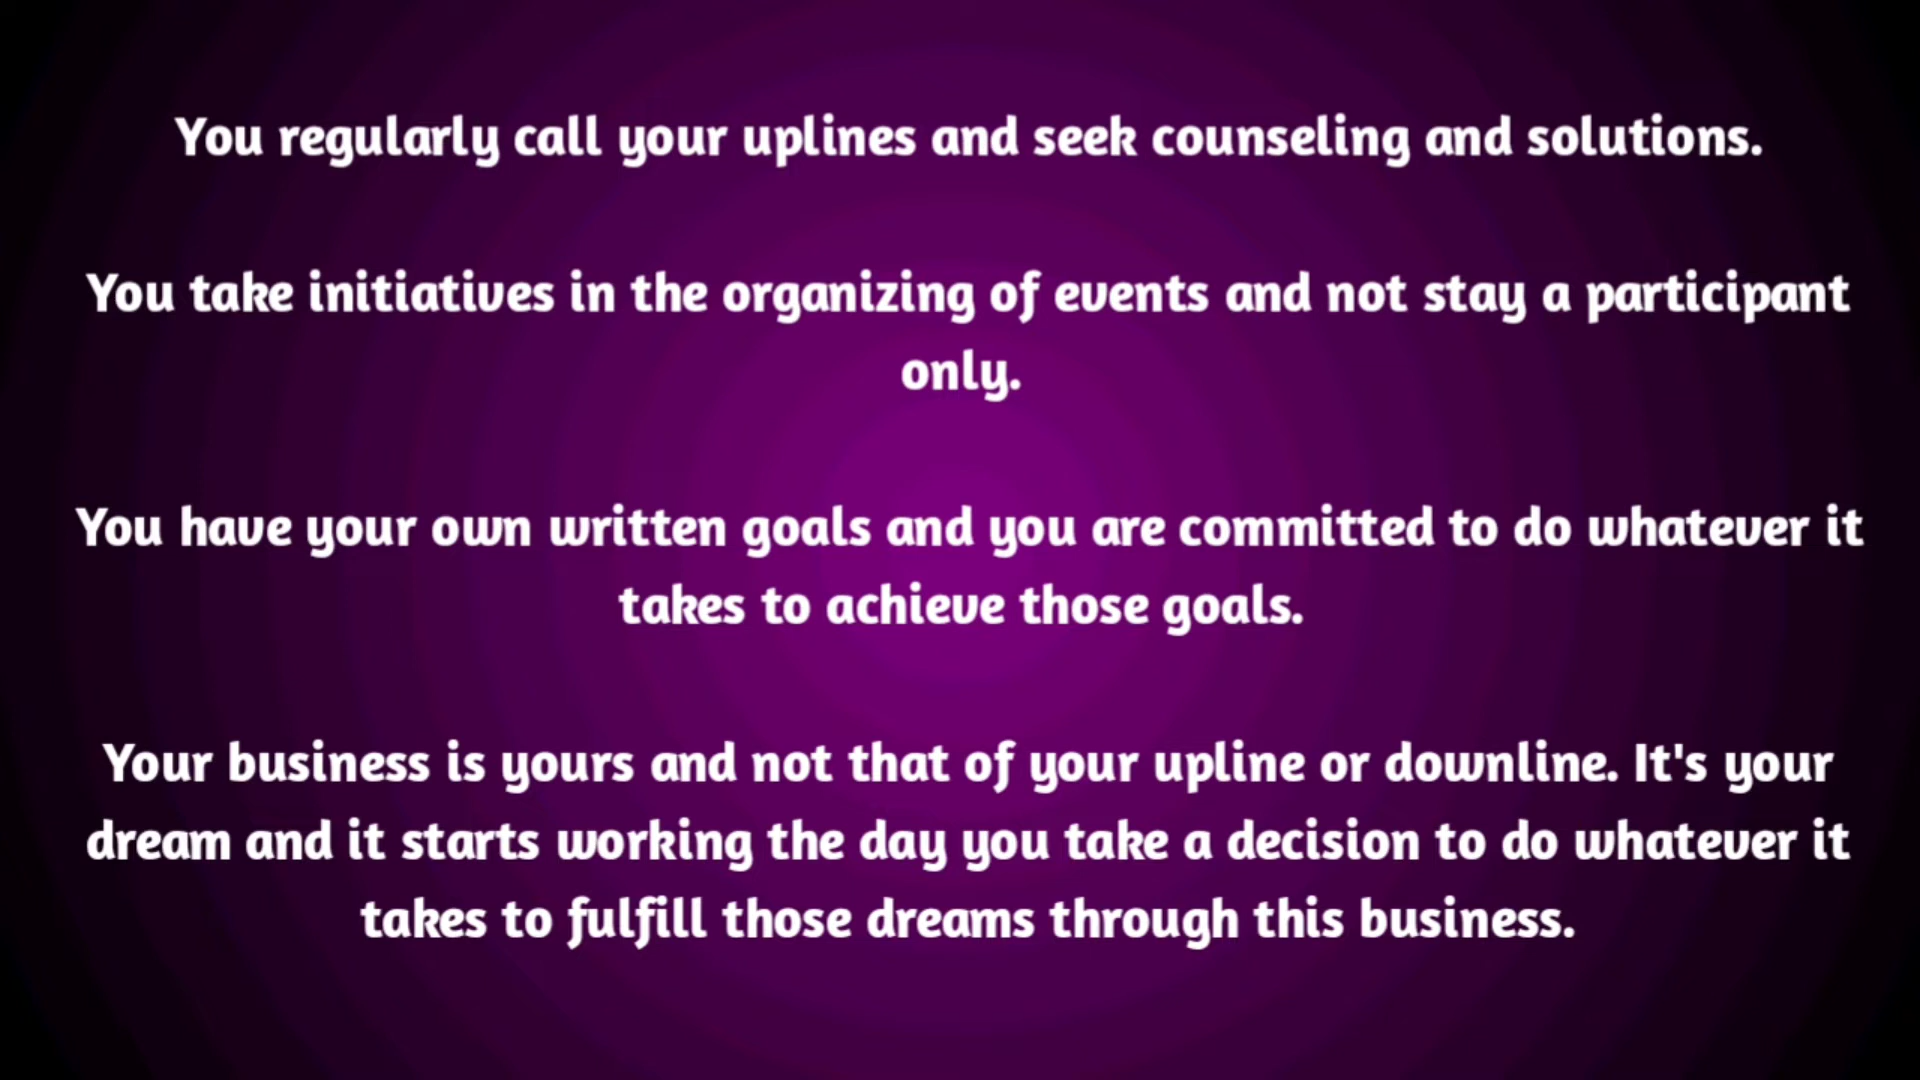 You regularly call your uplines and seek counseling and solutions.
You take initiatives in the organizing of events and not stay a participant
only.
You have your own written goals and you are committed to do whatever it
takes to achieve those goals.
Your business is yours and not that of your upline or downline. It's your
dream and it starts working the day you take a decision to do whatever it
takes to fulfill those dreams through this business.